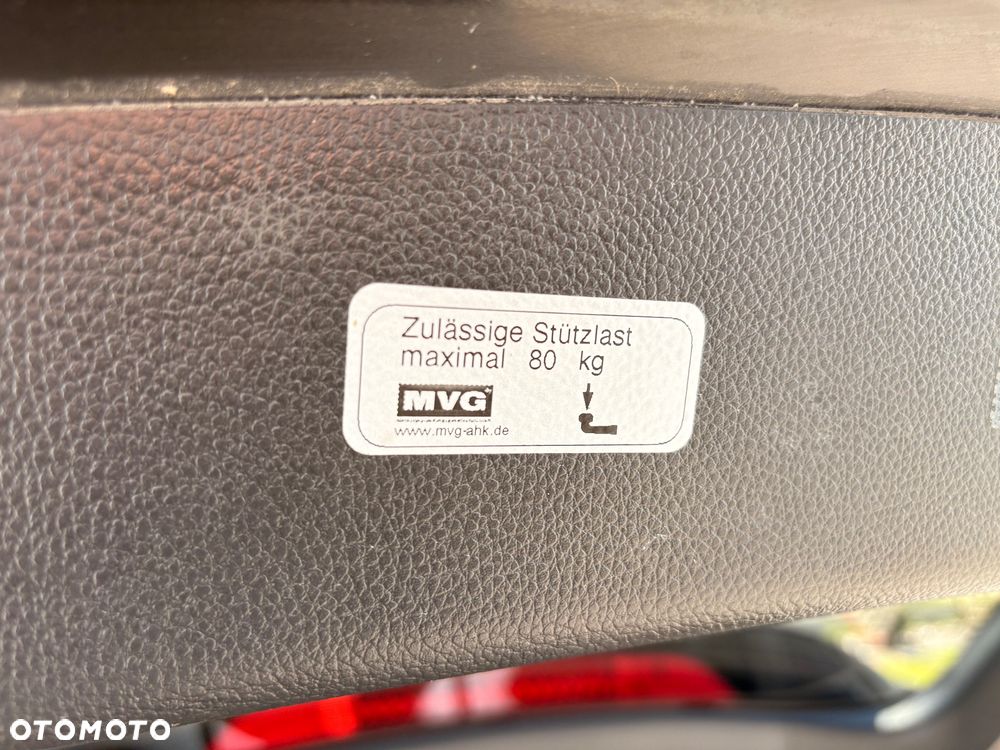 Zulässige Stützlast
maximal 80 kg
MVG
www.mvg-ahk.de
OTOMOTO